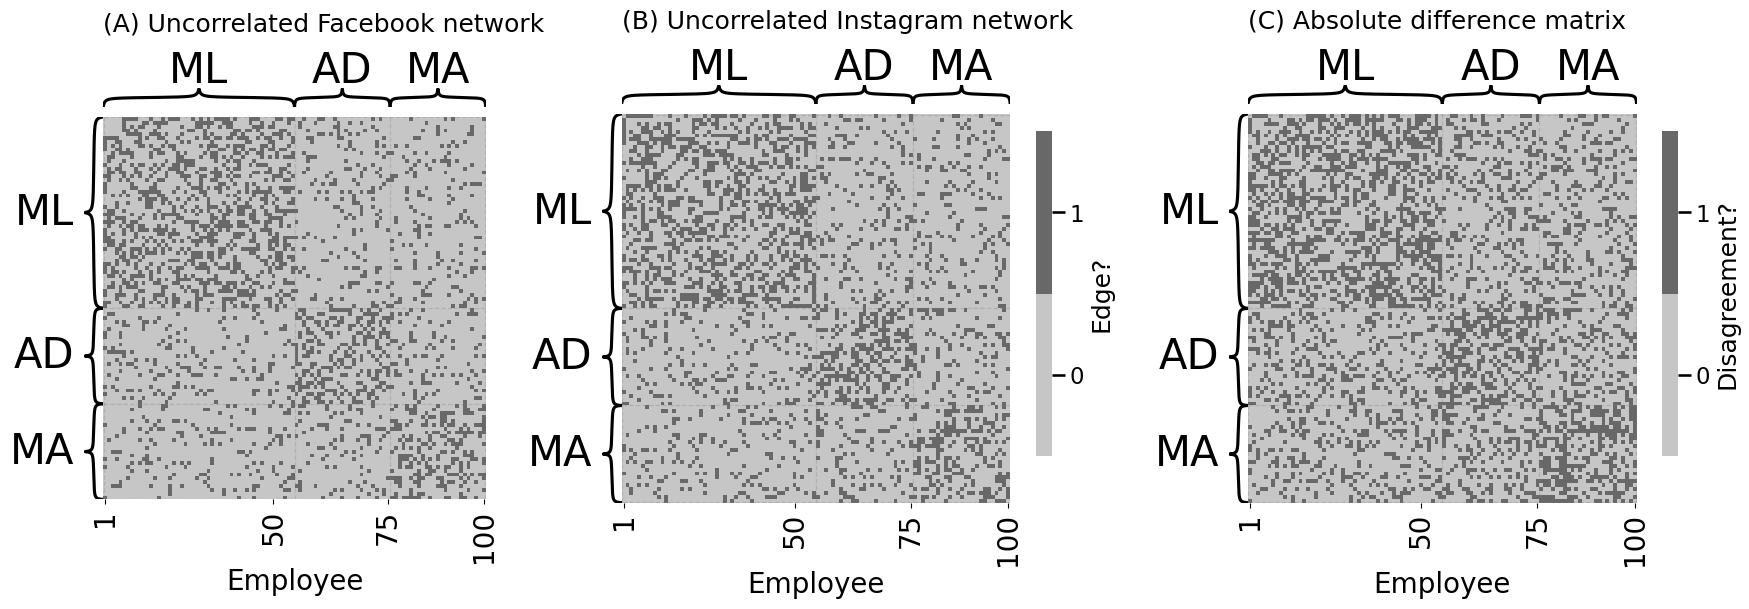 (A) Uncorrelated Facebook network
ML AD MA
ML
AD
MA
1 50 75 100
Employee
(B) Uncorrelated Instagram network
ML AD MA
ML
AD
MA
1 50 75 100
Employee
1
0
Edge?
(C) Absolute difference matrix
ML AD MA
ML
AD
MA
1 50 75 100
Employee
1
0
Disagreement?